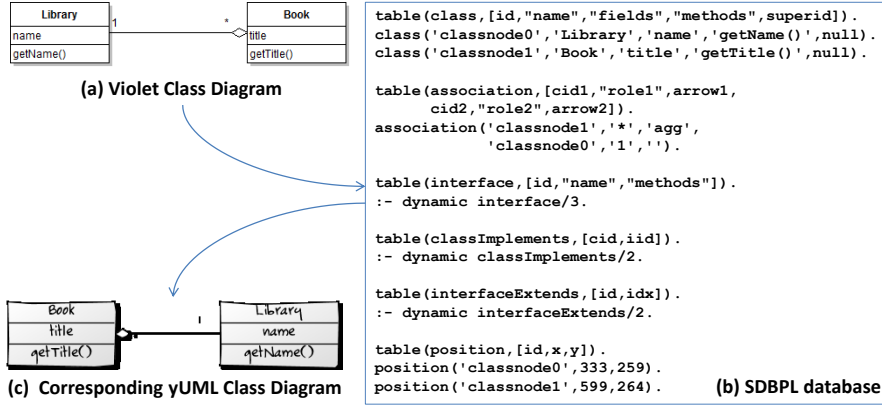 Library
name
getName()
1
*
Book
title
getTitle()
(a) Violet Class Diagram
table(class,[id,"name","fields","methods",superid]).
class('classnode0','Library','name','getName()',null).
class('classnode1','Book','title','getTitle()',null).
table(association,[cid1,"role1",arrow1,
cid2,"role2",arrow2]).
association('classnode1','*','agg',
'classnode0','1','').
table(interface,[id,"name","methods"]).
:- dynamic interface/3.
table(classImplements,[cid,iid]).
:- dynamic classImplements/2.
table(interfaceExtends,[id,idx]).
:- dynamic interfaceExtends/2.
table(position,[id,x,y]).
position('classnode0',333,259).
position('classnode1',599,264).
(b) SDBPL database
Book
title
getTitle()
1
Library
name
getName()
(c) Corresponding yUML Class Diagram